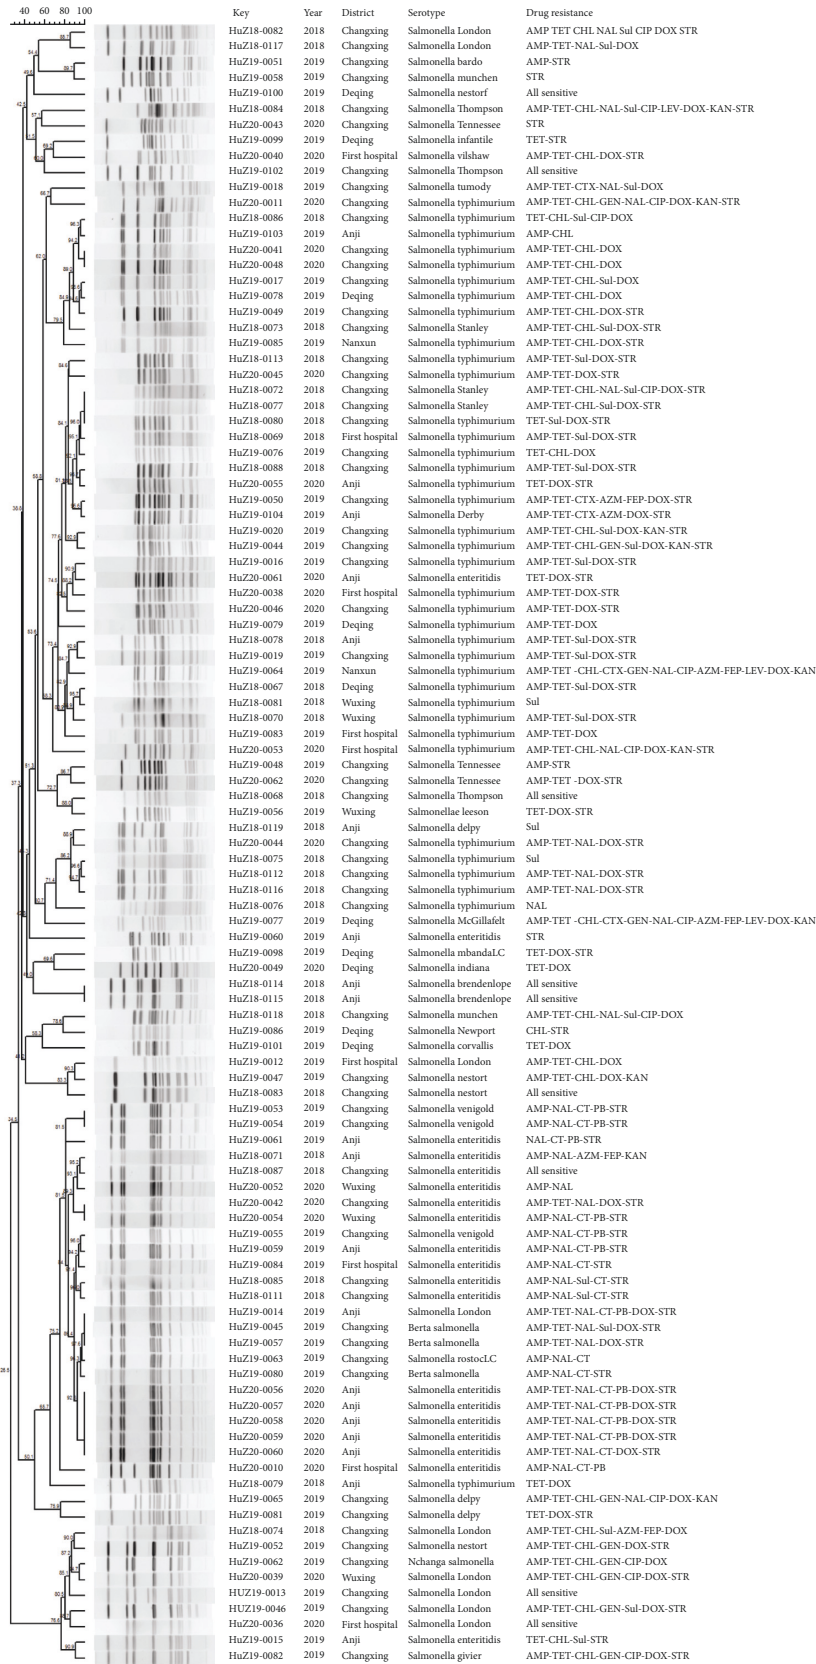 40 60 80 100 Key Year District Serotype Drug resistance
HuZ18-0082 2018 Changxing Salmonella London AMP TET CHL NAL Sul CIP DOX STR
HuZ18-0117 2018 Changxing Salmonella London AMP-TET-NAL-Sul-DOX
HuZ19-0051 2019 Changxing Salmonella bardo AMP-STR
HuZ19-0058 2019 Changxing Salmonella munchen STR
HuZ19-0100 2019 Deqing Salmonella nestorf All sensitive
HuZ18-0084 2018 Changxing Salmonella Thompson AMP-TET-CHL-NAL-Sul-CIP-LEV-DOX-KAN-STR
HuZ20-0043 2020 Changxing Salmonella Tennessee STR
HuZ19-0099 2019 Deqing Salmonella infantile TET-STR
HuZ20-0040 2020 First hospital Salmonella vilshaw AMP-TET-CHL-DOX-STR
HuZ19-0102 2019 Changxing Salmonella Thompson All sensitive
HuZ19-0018 2019 Changxing Salmonella tumody AMP-TET-CTX-NAL-Sul-DOX
HuZ20-0011 2020 Changxing Salmonella typhimurium AMP-TET-CHL-GEN-NAL-CIP-DOX-KAN-STR
HuZ18-0086 2018 Changxing Salmonella typhimurium TET-CHL-Sul-CIP-DOX
HuZ19-0103 2019 Anji Salmonella typhimurium AMP-CHL
HuZ20-0041 2020 Changxing Salmonella typhimurium AMP-TET-CHL-DOX
HuZ20-0048 2020 Changxing Salmonella typhimurium AMP-TET-CHL-DOX
HuZ19-0017 2019 Changxing Salmonella typhimurium AMP-TET-CHL-Sul-DOX
HuZ19-0078 2019 Deqing Salmonella typhimurium AMP-TET-CHL-DOX
HuZ19-0049 2019 Changxing Salmonella typhimurium AMP-TET-CHL-DOX-STR
HuZ18-0073 2018 Changxing Salmonella Stanley AMP-TET-CHL-Sul-DOX-STR
HuZ19-0085 2019 Nanxun Salmonella typhimurium AMP-TET-CHL-DOX-STR
HuZ18-0113 2018 Changxing Salmonella typhimurium AMP-TET-Sul-DOX-STR
HuZ20-0045 2020 Changxing Salmonella typhimurium AMP-TET-DOX-STR
HuZ18-0072 2018 Changxing Salmonella Stanley AMP-TET-CHL-NAL-Sul-CIP-DOX-STR
HuZ18-0077 2018 Changxing Salmonella Stanley AMP-TET-CHL-Sul-DOX-STR
HuZ18-0080 2018 Changxing Salmonella typhimurium TET-Sul-DOX-STR
HuZ18-0069 2018 First hospital Salmonella typhimurium AMP-TET-Sul-DOX-STR
HuZ19-0076 2019 Changxing Salmonella typhimurium TET-CHL-DOX
HuZ18-0088 2018 Changxing Salmonella typhimurium AMP-TET-Sul-DOX-STR
HuZ20-0055 2020 Anji Salmonella typhimurium TET-DOX-STR
HuZ19-0050 2019 Changxing Salmonella typhimurium AMP-TET-CTX-AZM-FEP-DOX-STR
HuZ19-0104 2019 Anji Salmonella Derby AMP-TET-CTX-AZM-DOX-STR
HuZ19-0020 2019 Changxing Salmonella typhimurium AMP-TET-CHL-Sul-DOX-KAN-STR
HuZ19-0044 2019 Changxing Salmonella typhimurium AMP-TET-CHL-GEN-Sul-DOX-KAN-STR
HuZ19-0016 2019 Changxing Salmonella typhimurium AMP-TET-Sul-DOX-STR
HuZ20-0061 2020 Anji Salmonella enteritidis TET-DOX-STR
HuZ20-0038 2020 First hospital Salmonella typhimurium AMP-TET-DOX-STR
HuZ20-0046 2020 Changxing Salmonella typhimurium AMP-TET-DOX-STR
HuZ19-0079 2019 Deqing Salmonella typhimurium AMP-TET-DOX
HuZ18-0078 2018 Anji Salmonella typhimurium AMP-TET-Sul-DOX-STR
HuZ19-0019 2019 Changxing Salmonella typhimurium AMP-TET-Sul-DOX-STR
HuZ19-0064 2019 Nanxun Salmonella typhimurium AMP-TET -CHL-CTX-GEN-NAL-CIP-AZM-FEP-LEV-DOX-KAN
HuZ18-0067 2018 Deqing Salmonella typhimurium AMP-TET-Sul-DOX-STR
HuZ18-0081 2018 Wuxing Salmonella typhimurium Sul
HuZ18-0070 2018 Wuxing Salmonella typhimurium AMP-TET-Sul-DOX-STR
HuZ19-0083 2019 First hospital Salmonella typhimurium AMP-TET-DOX
HuZ20-0053 2020 First hospital Salmonella typhimurium AMP-TET-CHL-NAL-CIP-DOX-KAN-STR
HuZ19-0048 2019 Changxing Salmonella Tennessee AMP-STR
HuZ20-0062 2020 Changxing Salmonella Tennessee AMP-TET -DOX-STR
HuZ18-0068 2018 Changxing Salmonella Thompson All sensitive
HuZ19-0056 2019 Wuxing Salmonellae leeson TET-DOX-STR
HuZ18-0119 2018 Anji Salmonella delpy Sul
HuZ20-0044 2020 Changxing Salmonella typhimurium AMP-TET-NAL-DOX-STR
HuZ18-0075 2018 Changxing Salmonella typhimurium Sul
HuZ18-0112 2018 Changxing Salmonella typhimurium AMP-TET-NAL-DOX-STR
HuZ18-0116 2018 Changxing Salmonella typhimurium AMP-TET-NAL-DOX-STR
HuZ18-0076 2018 Changxing Salmonella typhimurium NAL
HuZ19-0077 2019 Deqing Salmonella McGillafelt AMP-TET -CHL-CTX-GEN-NAL-CIP-AZM-FEP-LEV-DOX-KAN
HuZ19-0060 2019 Anji Salmonella enteritidis STR
HuZ19-0098 2019 Deqing Salmonella mbandaLC TET-DOX-STR
HuZ20-0049 2020 Deqing Salmonella indiana TET-DOX
HuZ18-0114 2018 Anji Salmonella brendenlope All sensitive
HuZ18-0115 2018 Anji Salmonella brendenlope All sensitive
HuZ18-0118 2018 Changxing Salmonella munchen AMP-TET-CHL-NAL-Sul-CIP-DOX
HuZ19-0086 2019 Deqing Salmonella Newport CHL-STR
HuZ19-0101 2019 Deqing Salmonella corvallis TET-DOX
HuZ19-0012 2019 First hospital Salmonella London AMP-TET-CHL-DOX
HuZ19-0047 2019 Changxing Salmonella nestort AMP-TET-CHL-DOX-KAN
HuZ18-0083 2018 Changxing Salmonella nestort All sensitive
HuZ19-0053 2019 Changxing Salmonella venigold AMP-NAL-CT-PB-STR
HuZ19-0054 2019 Changxing Salmonella venigold AMP-NAL-CT-PB-STR
HuZ19-0061 2019 Anji Salmonella enteritidis NAL-CT-PB-STR
HuZ18-0071 2018 Anji Salmonella enteritidis AMP-NAL-AZM-FEP-KAN
HuZ18-0087 2018 Changxing Salmonella enteritidis All sensitive
HuZ20-0052 2020 Wuxing Salmonella enteritidis AMP-NAL
HuZ20-0042 2020 Changxing Salmonella enteritidis AMP-TET-NAL-DOX-STR
HuZ20-0054 2020 Wuxing Salmonella enteritidis AMP-NAL-CT-PB-STR
HuZ19-0055 2019 Changxing Salmonella venigold AMP-NAL-CT-PB-STR
HuZ19-0059 2019 Anji Salmonella enteritidis AMP-NAL-CT-PB-STR
HuZ19-0084 2019 First hospital Salmonella enteritidis AMP-NAL-CT-STR
HuZ18-0085 2018 Changxing Salmonella enteritidis AMP-NAL-Sul-CT-STR
HuZ18-0111 2018 Changxing Salmonella enteritidis AMP-NAL-Sul-CT-STR
HuZ19-0014 2019 Anji Salmonella London AMP-TET-NAL-CT-PB-DOX-STR
HuZ19-0045 2019 Changxing Berta salmonella AMP-TET-NAL-Sul-DOX-STR
HuZ19-0057 2019 Changxing Berta salmonella AMP-TET-NAL-DOX-STR
HuZ19-0063 2019 Changxing Salmonella rostocLC AMP-NAL-CT
HuZ19-0080 2019 Changxing Berta salmonella AMP-NAL-CT-STR
HuZ20-0056 2020 Anji Salmonella enteritidis AMP-TET-NAL-CT-PB-DOX-STR
HuZ20-0057 2020 Anji Salmonella enteritidis AMP-TET-NAL-CT-PB-DOX-STR
HuZ20-0058 2020 Anji Salmonella enteritidis AMP-TET-NAL-CT-PB-DOX-STR
HuZ20-0059 2020 Anji Salmonella enteritidis AMP-TET-NAL-CT-PB-DOX-STR
HuZ20-0060 2020 Anji Salmonella enteritidis AMP-TET-NAL-CT-DOX-STR
HuZ20-0010 2020 First hospital Salmonella enteritidis AMP-NAL-CT-PB
HuZ18-0079 2018 Anji Salmonella typhimurium TET-DOX
HuZ19-0065 2019 Changxing Salmonella delpy AMP-TET-CHL-GEN-NAL-CIP-DOX-KAN
HuZ19-0081 2019 Changxing Salmonella delpy TET-DOX-STR
HuZ18-0074 2018 Changxing Salmonella London AMP-TET-CHL-Sul-AZM-FEP-DOX
HuZ19-0052 2019 Changxing Salmonella nestort AMP-TET-CHL-GEN-DOX-STR
HuZ19-0062 2019 Changxing Nchanga salmonella AMP-TET-CHL-GEN-CIP-DOX
HuZ20-0039 2020 Wuxing Salmonella London AMP-TET-CHL-GEN-CIP-DOX-STR
HUZ19-0013 2019 Changxing Salmonella London All sensitive
HUZ19-0046 2019 Changxing Salmonella London AMP-TET-CHL-GEN-Sul-DOX-STR
HuZ20-0036 2020 First hospital Salmonella London All sensitive
HuZ19-0015 2019 Anji Salmonella enteritidis TET-CHL-Sul-STR
HuZ19-0082 2019 Changxing Salmonella givier AMP-TET-CHL-GEN-CIP-DOX-STR